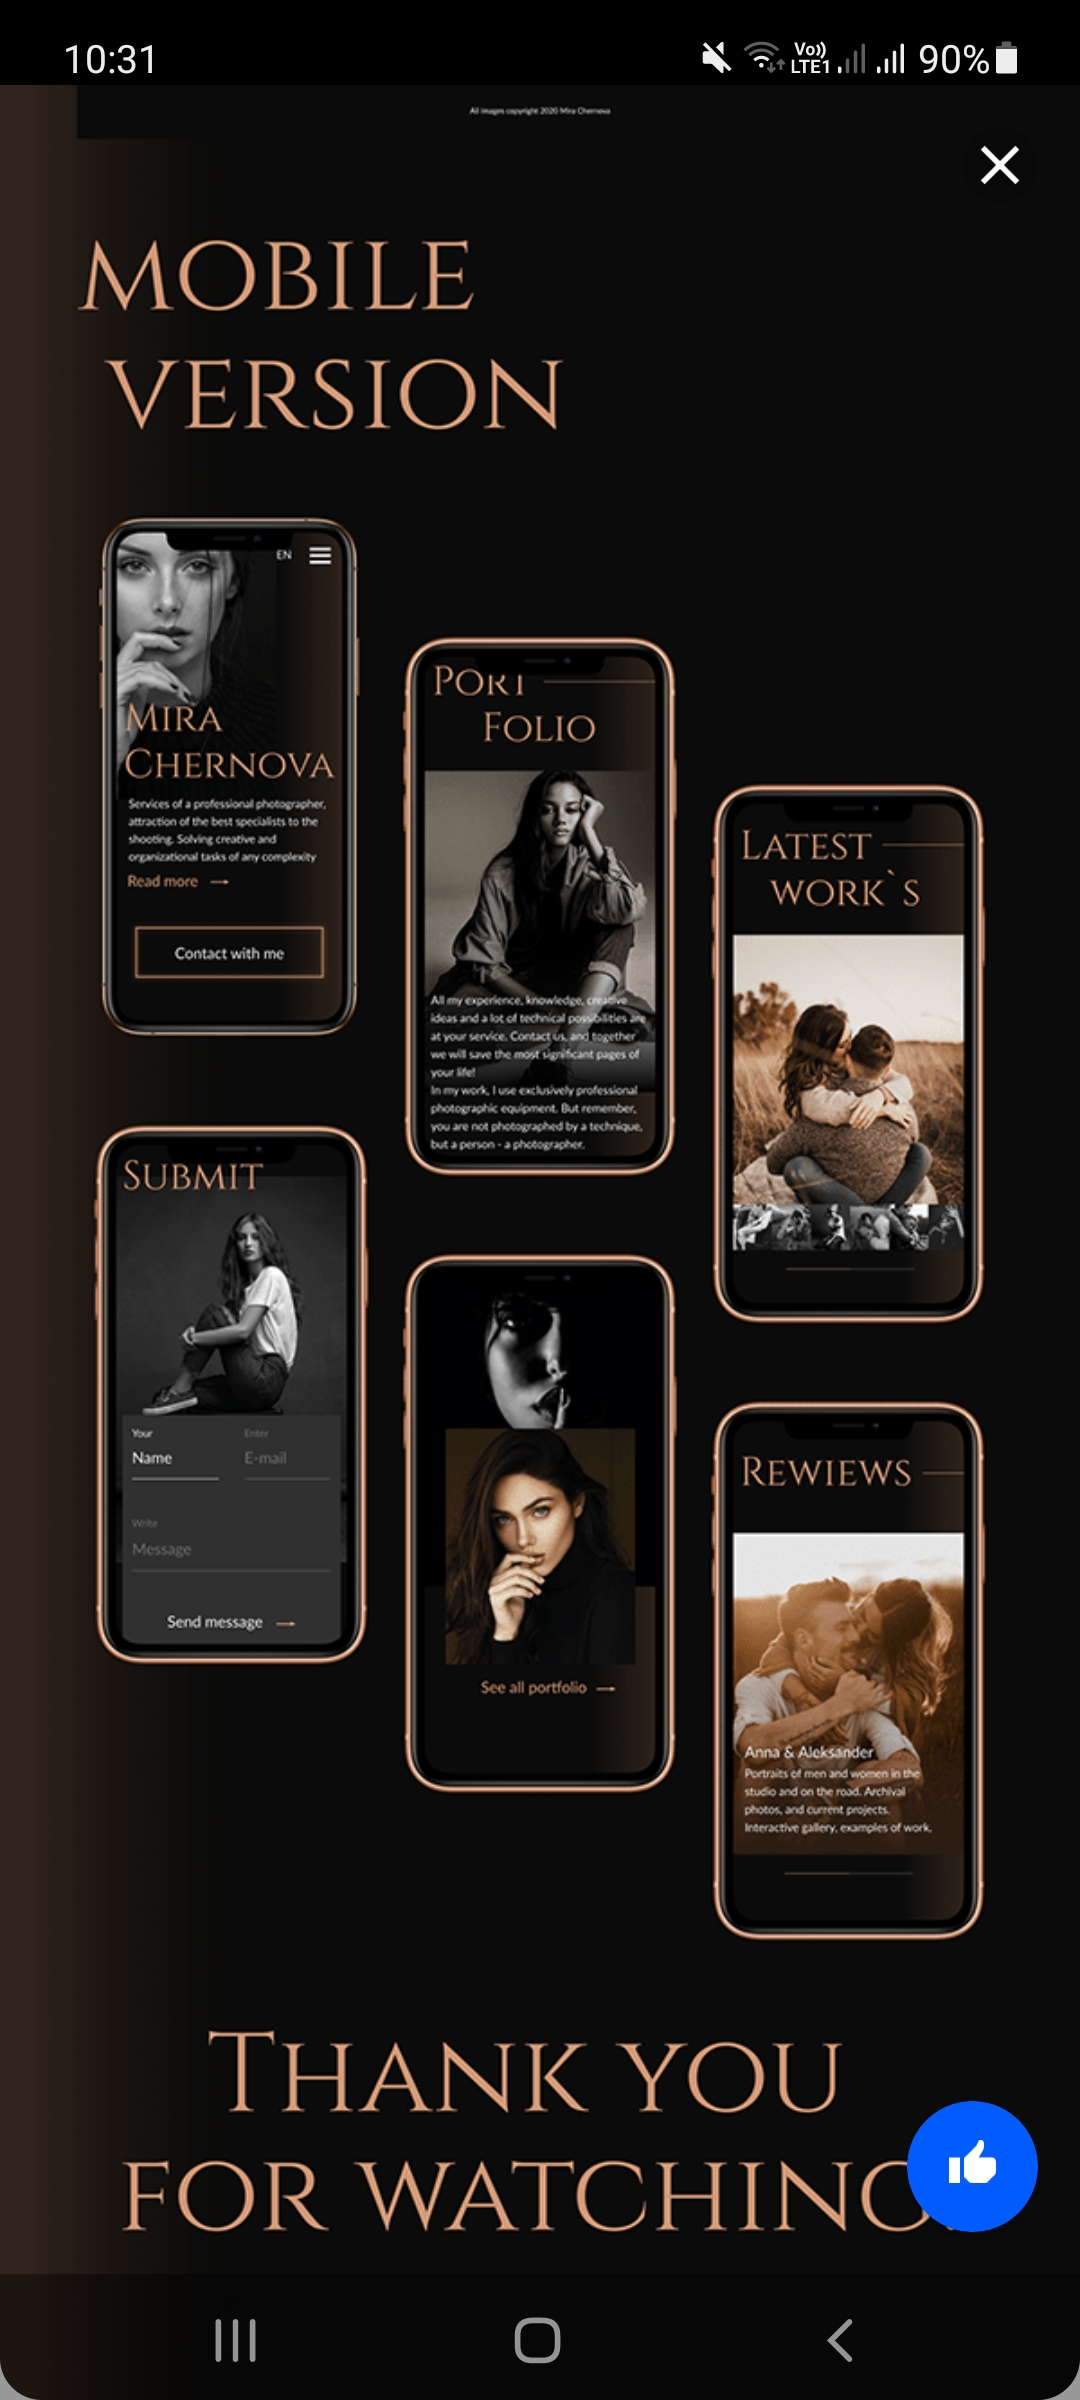 10:31
Vo))
LTE1
90%
All images copyright 2020 Mira Chernova
MOBILE
VERSION
EN
MIRA
CHERNOVA
Services of a professional photographer,
attraction of the best specialists to the
shooting. Solving creative and
organizational tasks of any complexity
Read more
Contact with me
PORT
FOLIO
All my experience, knowledge, creative
ideas and a lot of technical possibilities are
at your service. Contact us, and together
we will save the most significant pages of
your life!
In my work, I use exclusively professional
photographic equipment. But remember,
you are not photographed by a technique,
but a person - a photographer.
LATEST
WORK`S
SUBMIT
Your
Enter
Name
E-mail
Write
Message
Send message
See all portfolio
REWIEWS
Anna & Aleksander
Portraits of men and women in the
studio and on the road. Archival
photos, and current projects.
Interactive gallery, examples of work.
THANK YOU
FOR WATCHING